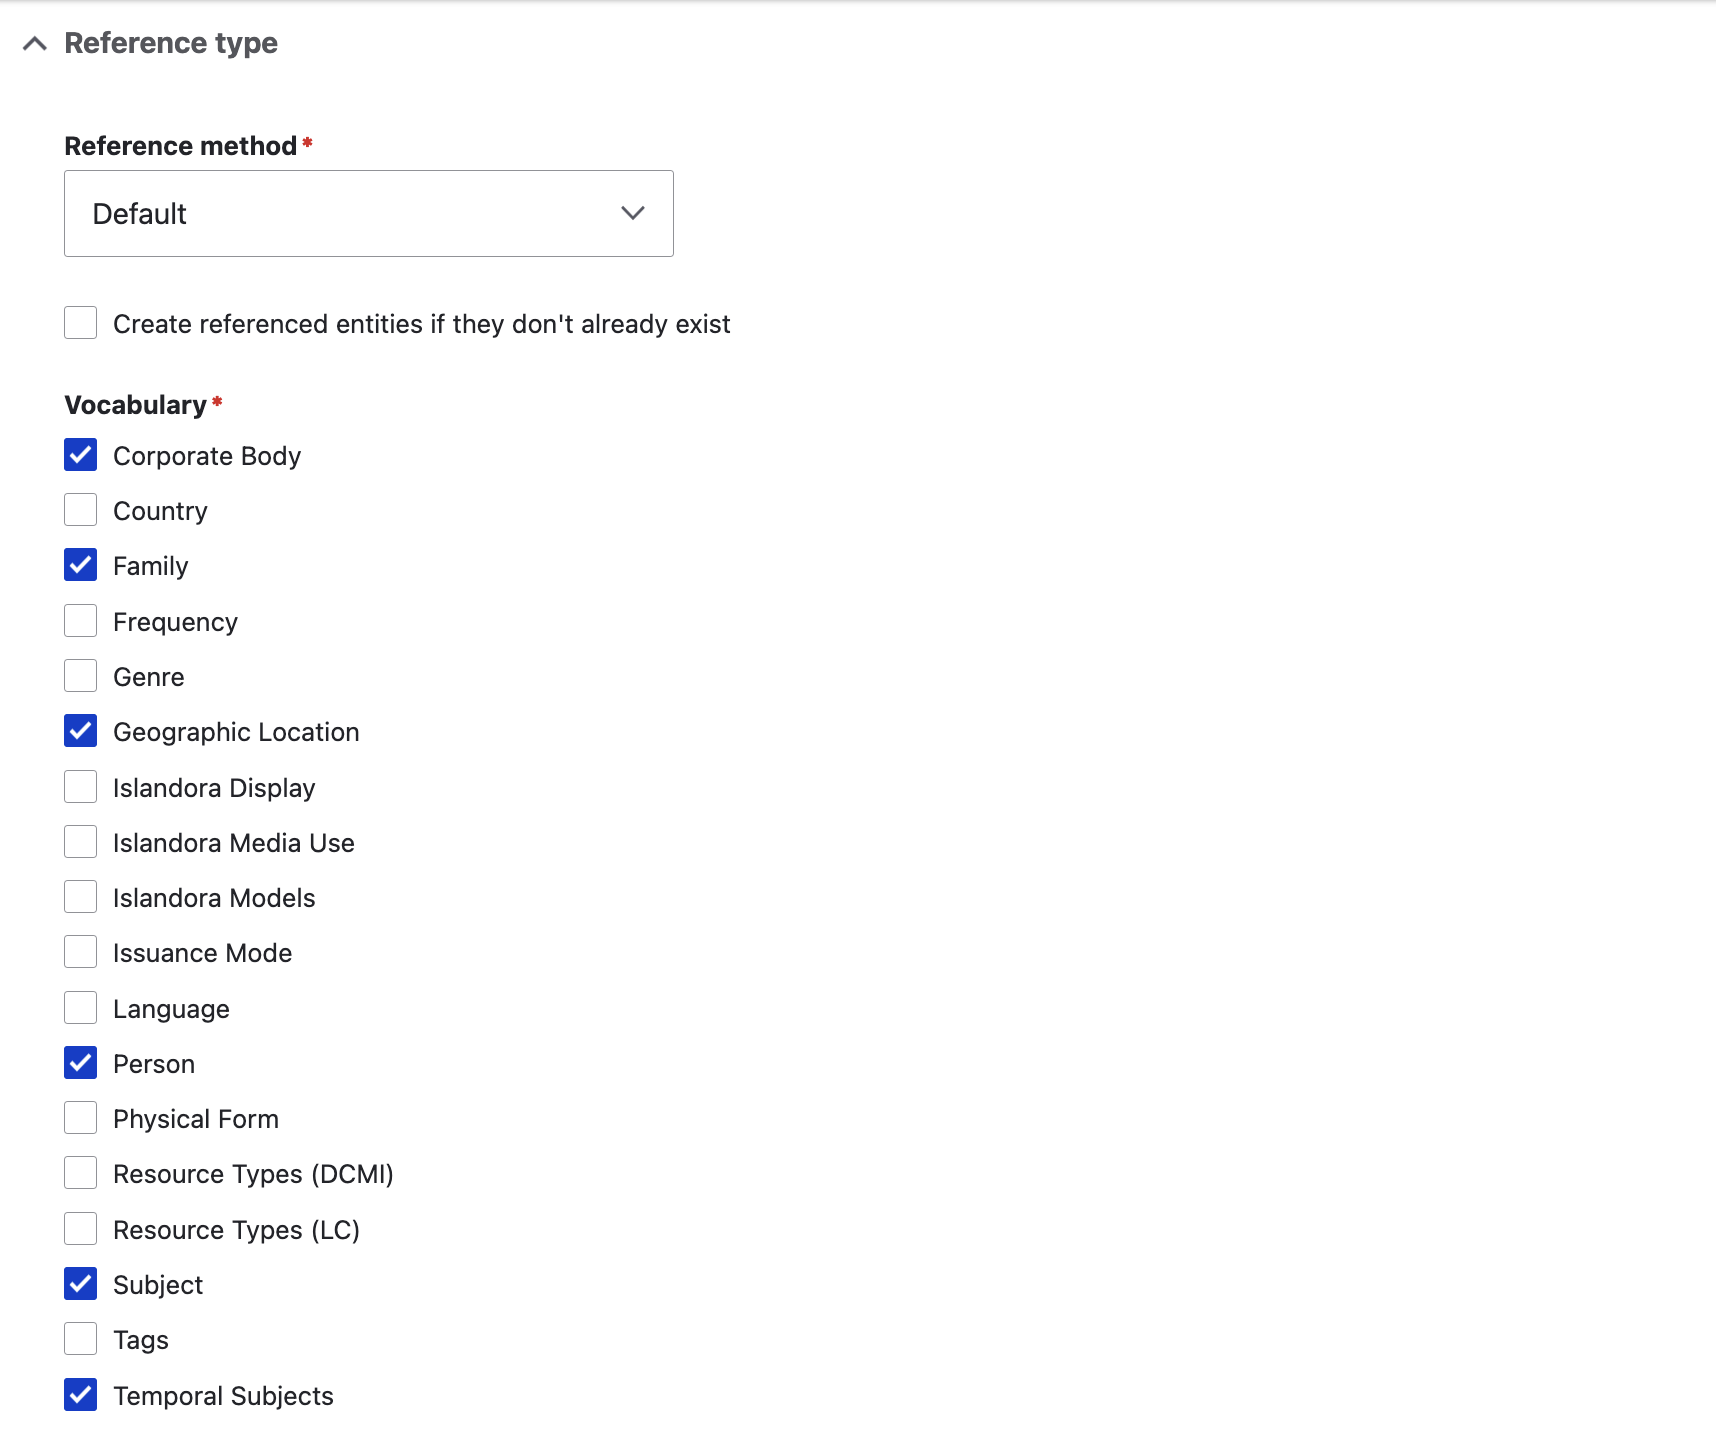 Reference type
Reference method*
Default
Create referenced entities if they don't already exist
Vocabulary*
Corporate Body
Country
Family
Frequency
Genre
Geographic Location
Islandora Display
Islandora Media Use
Islandora Models
Issuance Mode
Language
Person
Physical Form
Resource Types (DCMI)
Resource Types (LC)
Subject
Tags
Temporal Subjects